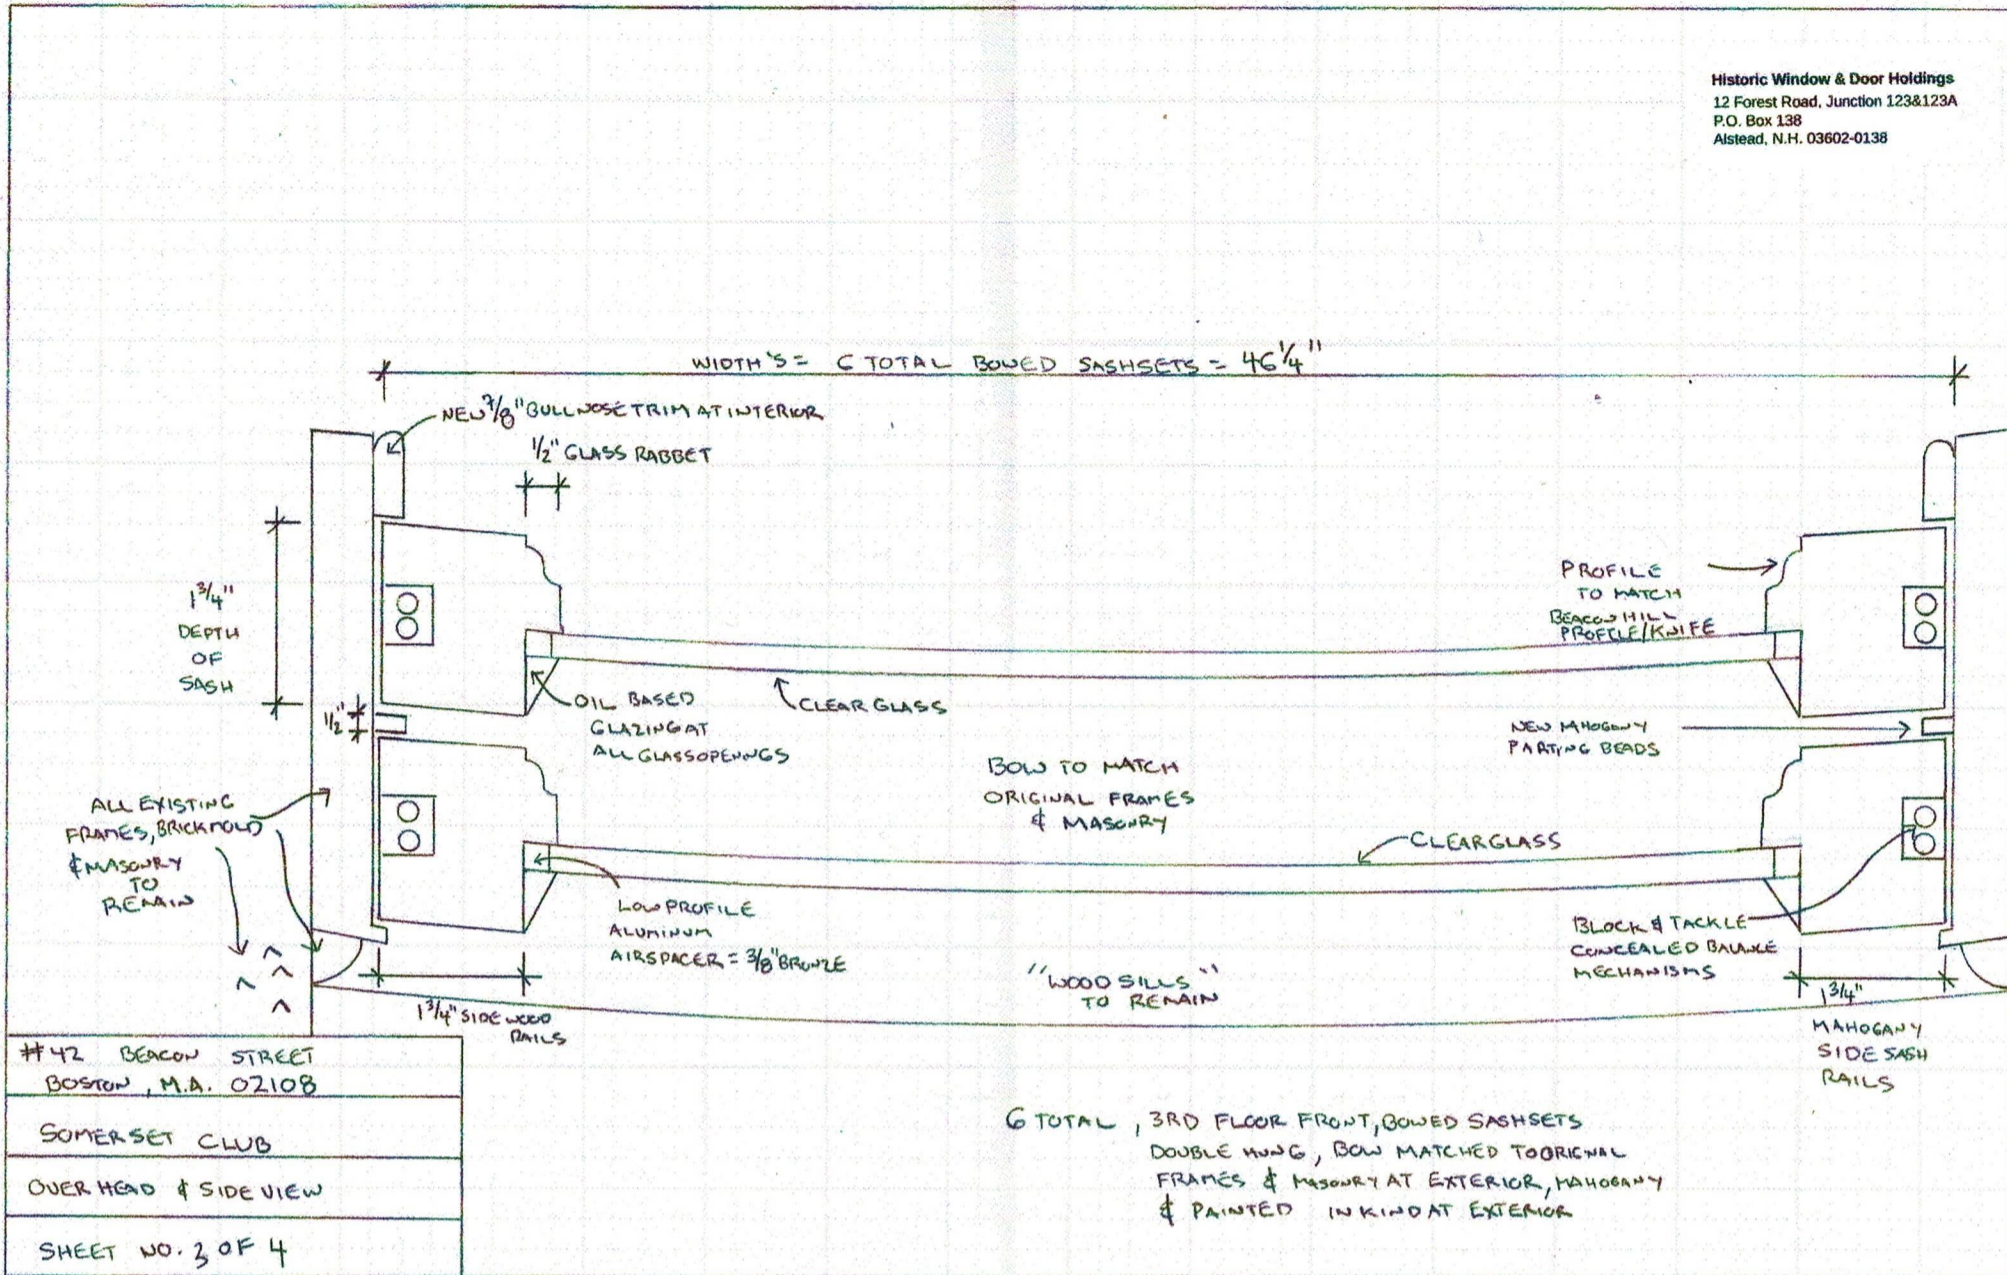 Historic Window & Door Holdings
12 Forest Road, Junction 123&123A
P.O. Box 138
Alstead, N.H. 03602-0138
WIDTH'S = 6 TOTAL BOWED SASHSETS = 46 1/4"
NEW 7/8" BULLNOSE TRIM AT INTERIOR
1/2" GLASS RABBET
1 3/4"
DEPTH
OF
SASH
1/2"
PROFILE
TO MATCH
BEACON HILL
PROFILE/KNIFE
OIL BASED
GLAZING AT
ALL GLASS OPENNGS
CLEAR GLASS
NEW MAHOGANY
PARTING BEADS
BOW TO MATCH
ORIGINAL FRAMES
& MASONRY
ALL EXISTING
FRAMES, BRICKMOLD
& MASONRY
TO
REMAIN
CLEAR GLASS
LOW PROFILE
ALUMINUM
AIRSPACER = 3/8" BRONZE
BLOCK & TACKLE
CONCEALED BALANCE
MECHANISMS
"WOOD SILLS"
TO REMAIN
1 3/4" SIDE WOOD
RAILS
1 3/4"
MAHOGANY
SIDE SASH
RAILS
#42 BEACON STREET
BOSTON, M.A. 02108
SOMERSET CLUB
OVER HEAD & SIDE VIEW
SHEET NO. 3 OF 4
6 TOTAL, 3RD FLOOR FRONT, BOWED SASHSETS
DOUBLE HUNG, BOW MATCHED TO ORIGNAL
FRAMES & MASONRY AT EXTERIOR, MAHOGANY
& PAINTED IN KIND AT EXTERIOR